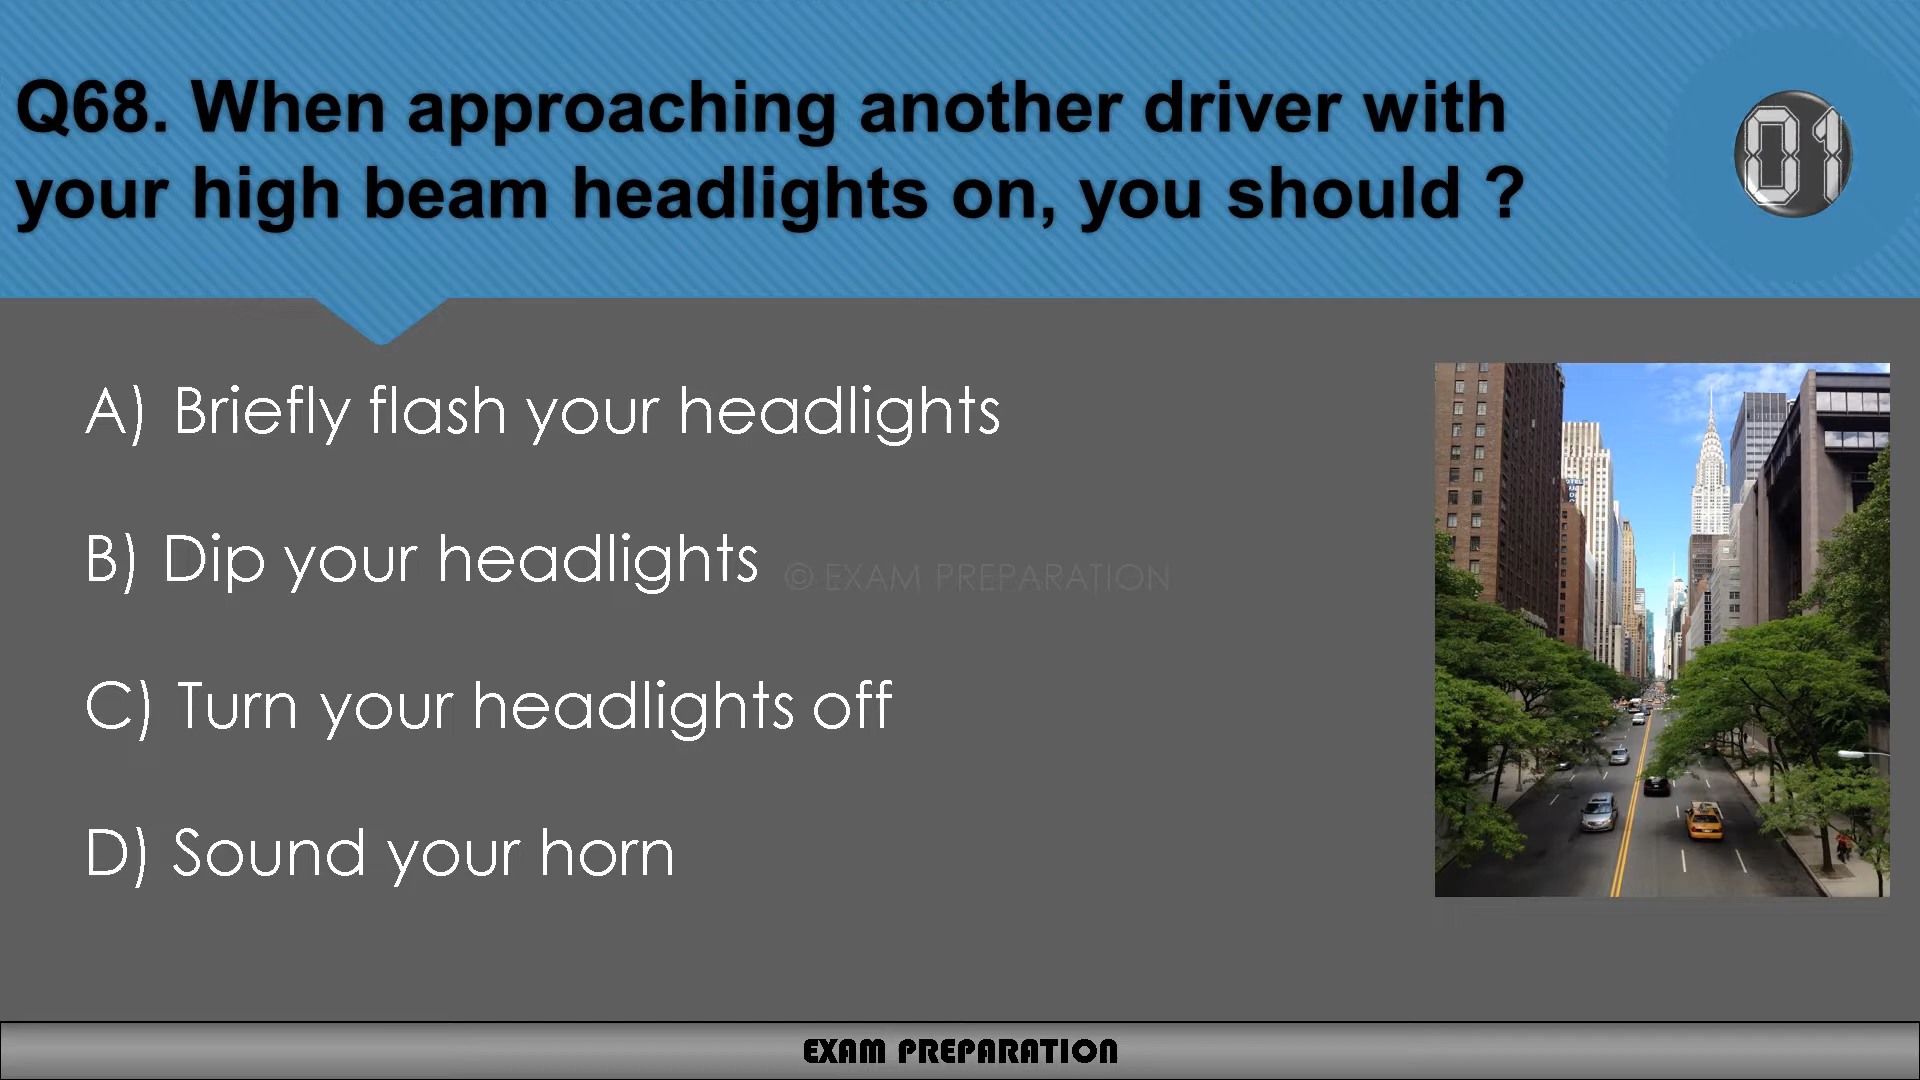 Q68. When approaching another driver with
your high beam headlights on, you should ?
01
A) Briefly flash your headlights
B) Dip your headlights
© EXAM PREPARATION
C) Turn your headlights off
D) Sound your horn
EXAM PREPARATION